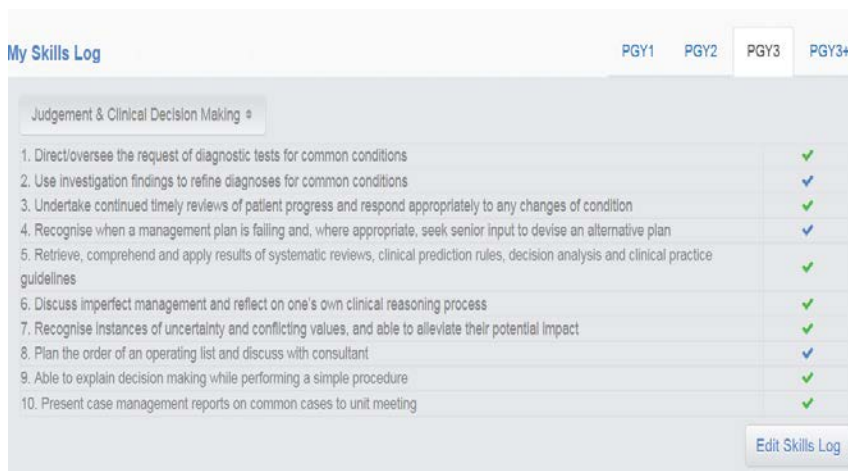 My Skills Log
PGY1 PGY2 PGY3 PGY3+
Judgement & Clinical Decision Making
1. Direct/oversee the request of diagnostic tests for common conditions
2. Use investigation findings to refine diagnoses for common conditions
3. Undertake continued timely reviews of patient progress and respond appropriately to any changes of condition
4. Recognise when a management plan is failing and, where appropriate, seek senior input to devise an alternative plan
5. Retrieve, comprehend and apply results of systematic reviews, clinical prediction rules, decision analysis and clinical practice
guidelines
6. Discuss imperfect management and reflect on one's own clinical reasoning process
7. Recognise instances of uncertainty and conflicting values, and able to alleviate their potential impact
8. Plan the order of an operating list and discuss with consultant
9. Able to explain decision making while performing a simple procedure
10. Present case management reports on common cases to unit meeting
Edit Skills Log